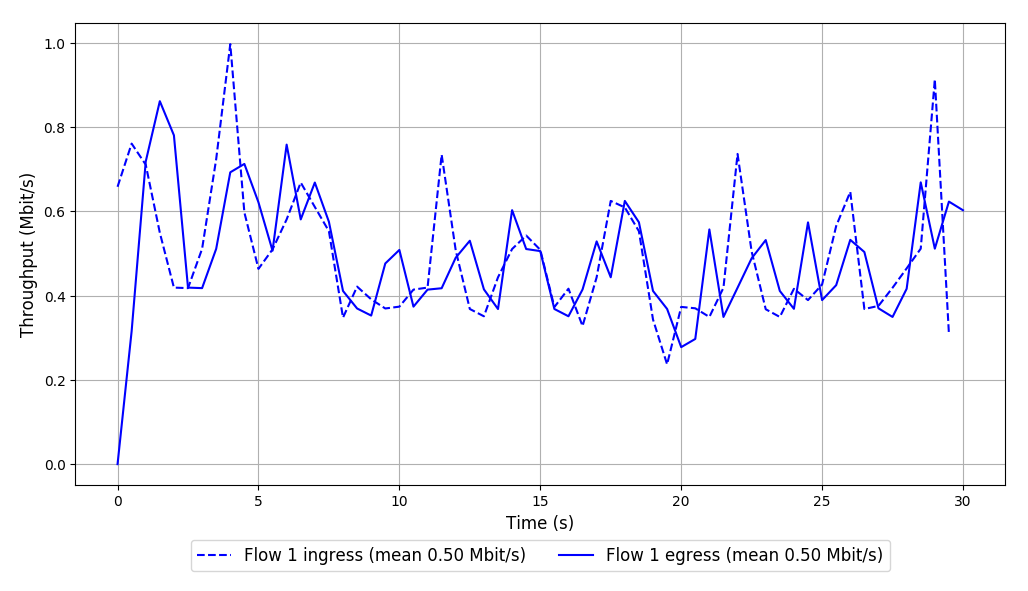 Throughput (Mbit/s)
1.0
0.8
0.6
0.4
0.2
0.0
0 5 10 15 20 25 30
Time (s)
Flow 1 ingress (mean 0.50 Mbit/s) Flow 1 egress (mean 0.50 Mbit/s)